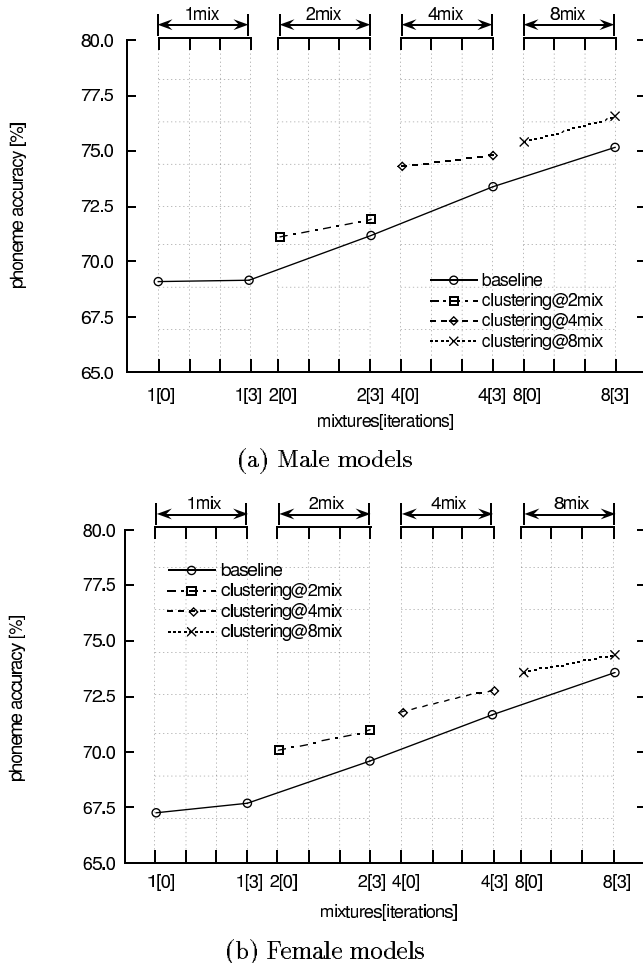 1mix 2mix 4mix 8mix
80.0
77.5
75.0
72.5
70.0
67.5
65.0
phoneme accuracy [%]
baseline
clustering@2mix
clustering@4mix
clustering@8mix
1[0] 1[3] 2[0] 2[3] 4[0] 4[3] 8[0] 8[3]
mixtures[iterations]
(a) Male models
1mix 2mix 4mix 8mix
80.0
77.5
75.0
72.5
70.0
67.5
65.0
phoneme accuracy [%]
baseline
clustering@2mix
clustering@4mix
clustering@8mix
1[0] 1[3] 2[0] 2[3] 4[0] 4[3] 8[0] 8[3]
mixtures[iterations]
(b) Female models